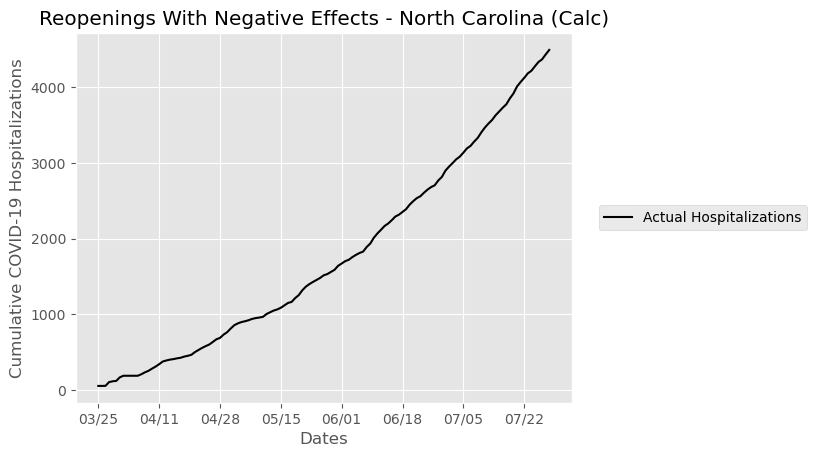 Reopenings With Negative Effects - North Carolina (Calc)
Cumulative COVID-19 Hospitalizations
4000
3000
2000
1000
0
03/25 04/11 04/28 05/15 06/01 06/18 07/05 07/22
Dates
Actual Hospitalizations